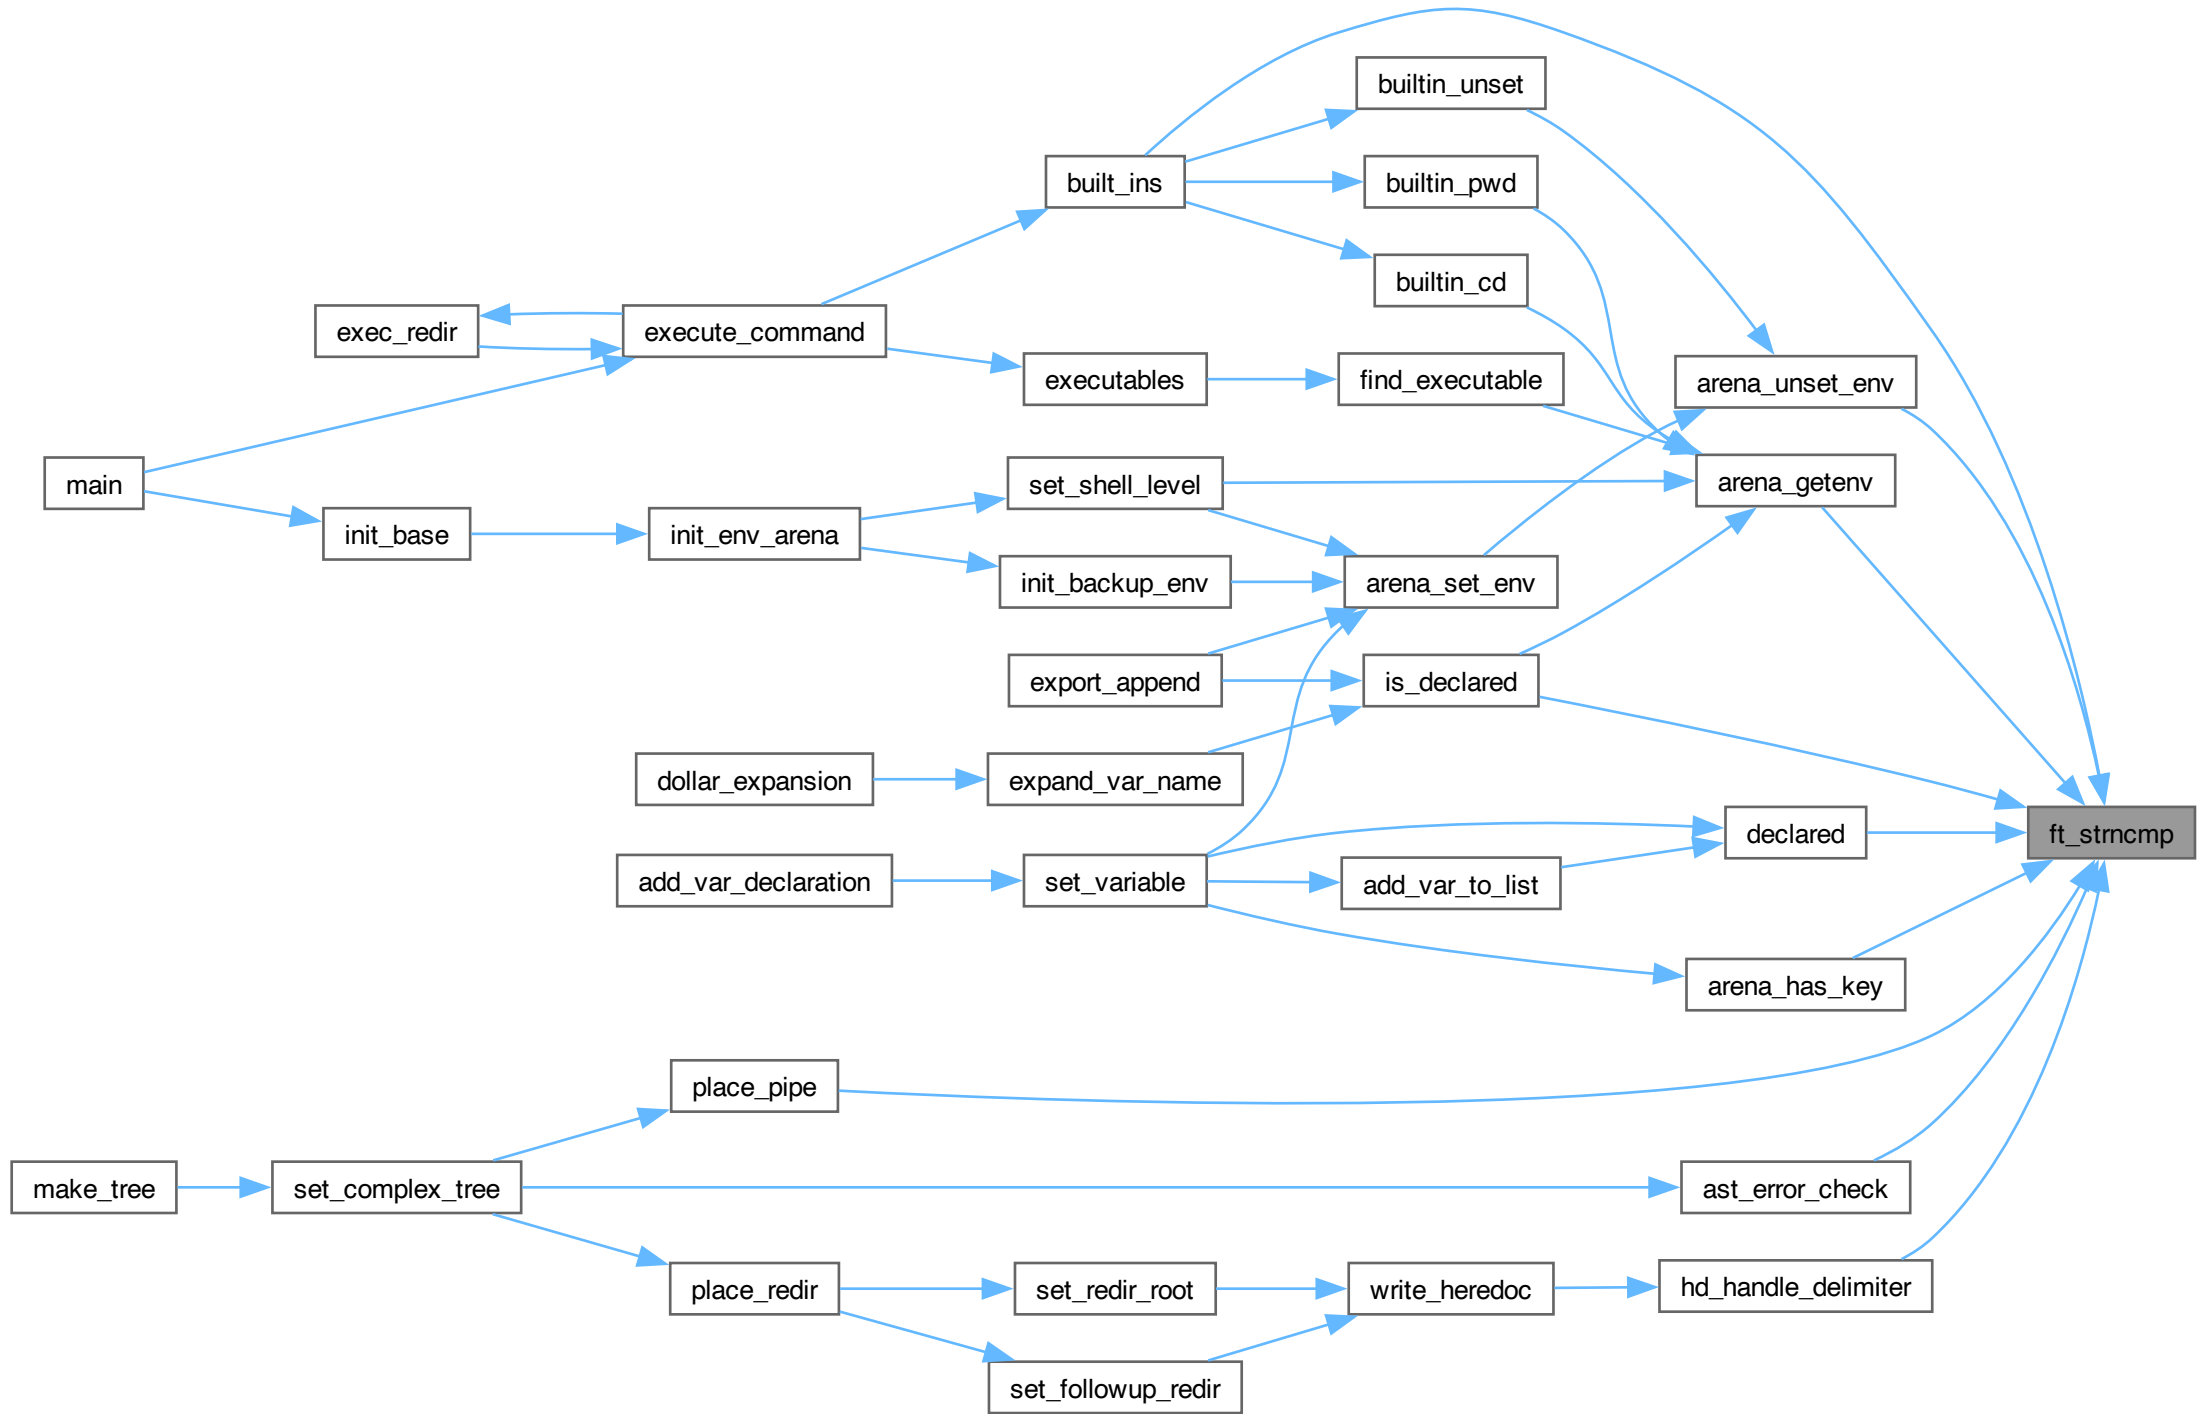 builtin_unset
built_ins
builtin_pwd
builtin_cd
exec_redir
execute_command
executables
find_executable
arena_unset_env
main
set_shell_level
arena_getenv
init_base
init_env_arena
init_backup_env
arena_set_env
export_append
is_declared
dollar_expansion
expand_var_name
declared
ft_strncmp
add_var_declaration
set_variable
add_var_to_list
arena_has_key
place_pipe
make_tree
set_complex_tree
ast_error_check
place_redir
set_redir_root
write_heredoc
hd_handle_delimiter
set_followup_redir